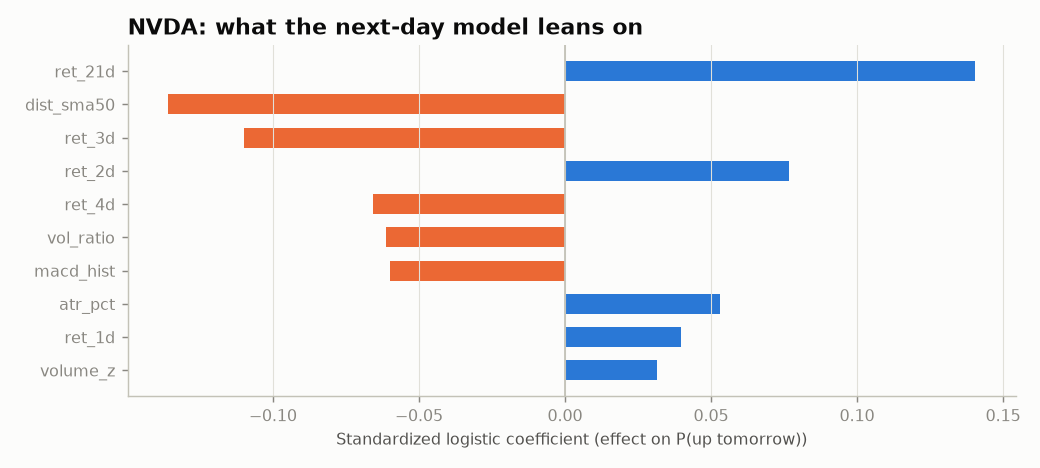 NVDA: what the next-day model leans on
ret_21d
dist_sma50
ret_3d
ret_2d
ret_4d
vol_ratio
macd_hist
atr_pct
ret_1d
volume_z
−0.10 −0.05 0.00 0.05 0.10 0.15
Standardized logistic coefficient (effect on P(up tomorrow))